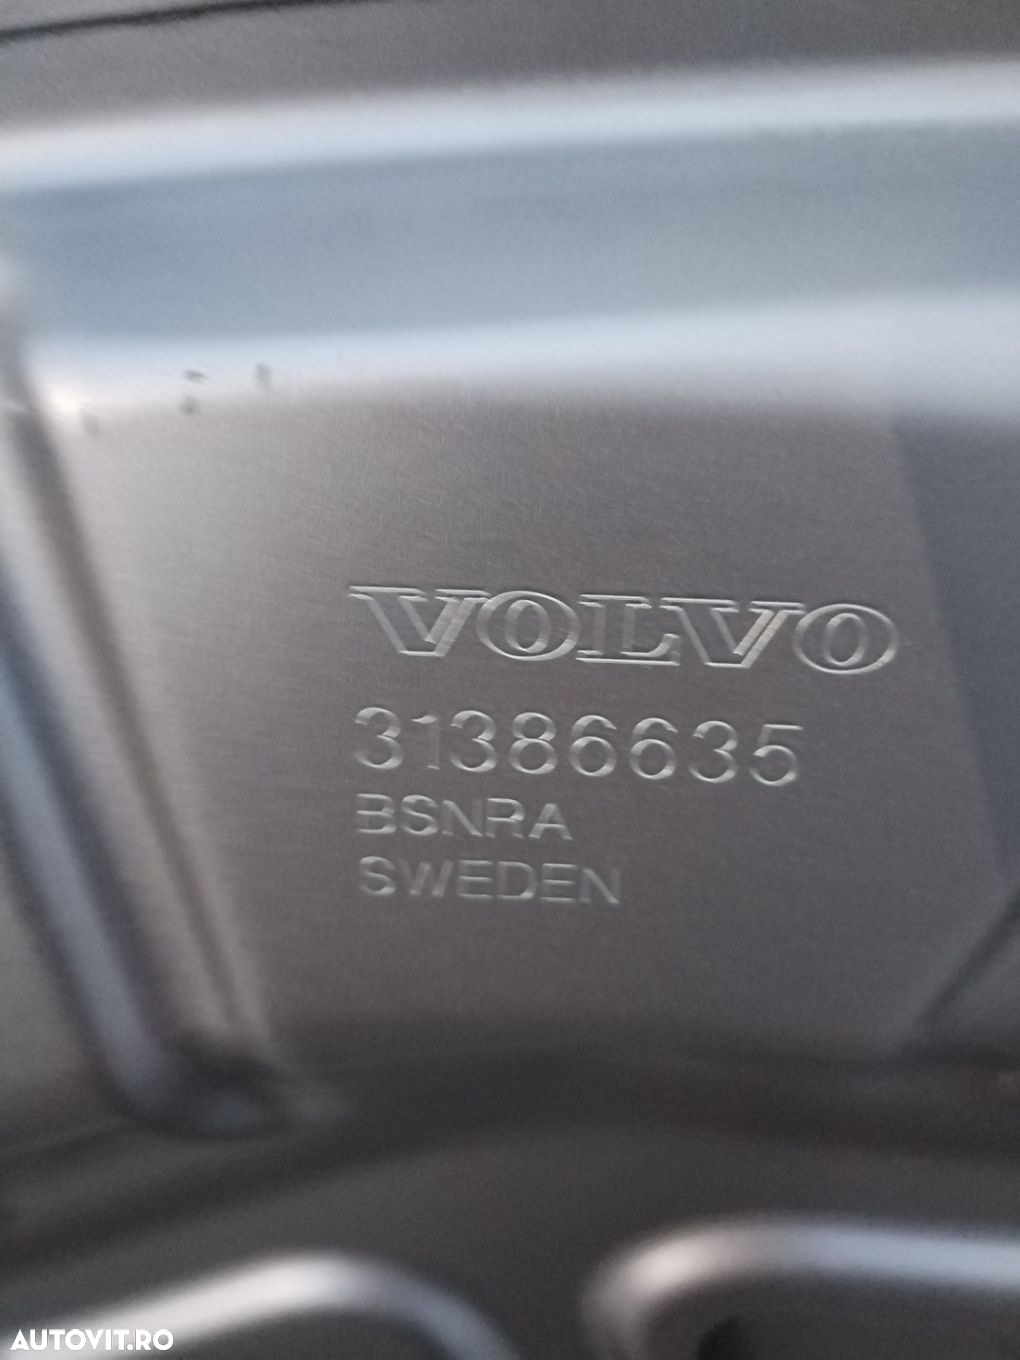 VOLVO
31386635
BSNRA
SWEDEN
AUTOVIT.RO